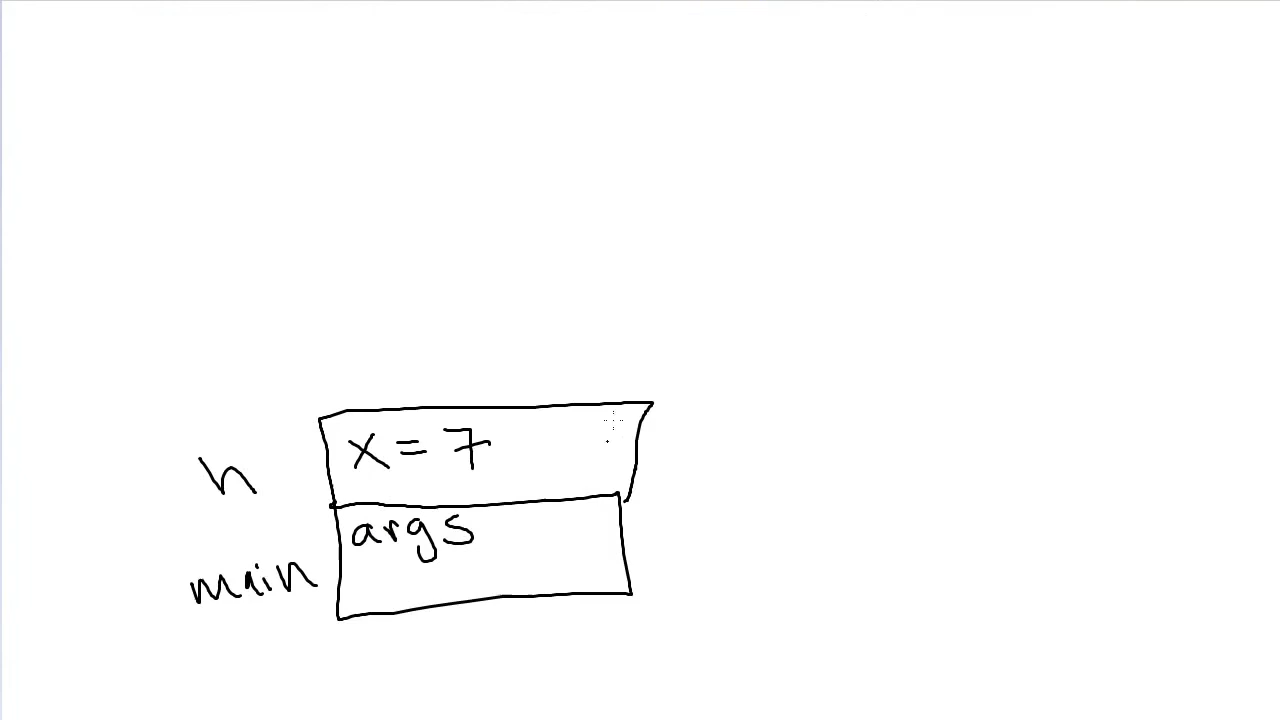 x = 7
h
args
main